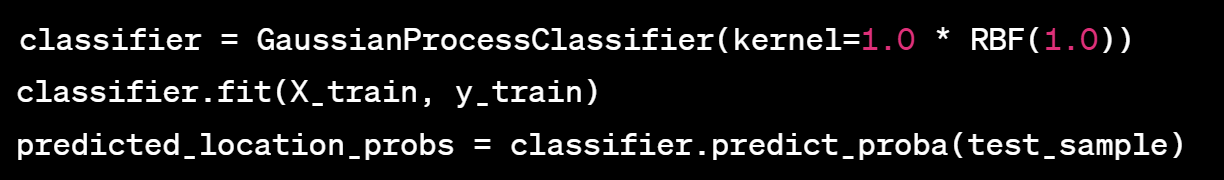 classifier = GaussianProcessClassifier(kernel=1.0 * RBF(1.0))
classifier.fit(X_train, y_train)
predicted_location_probs = classifier.predict_proba(test_sample)